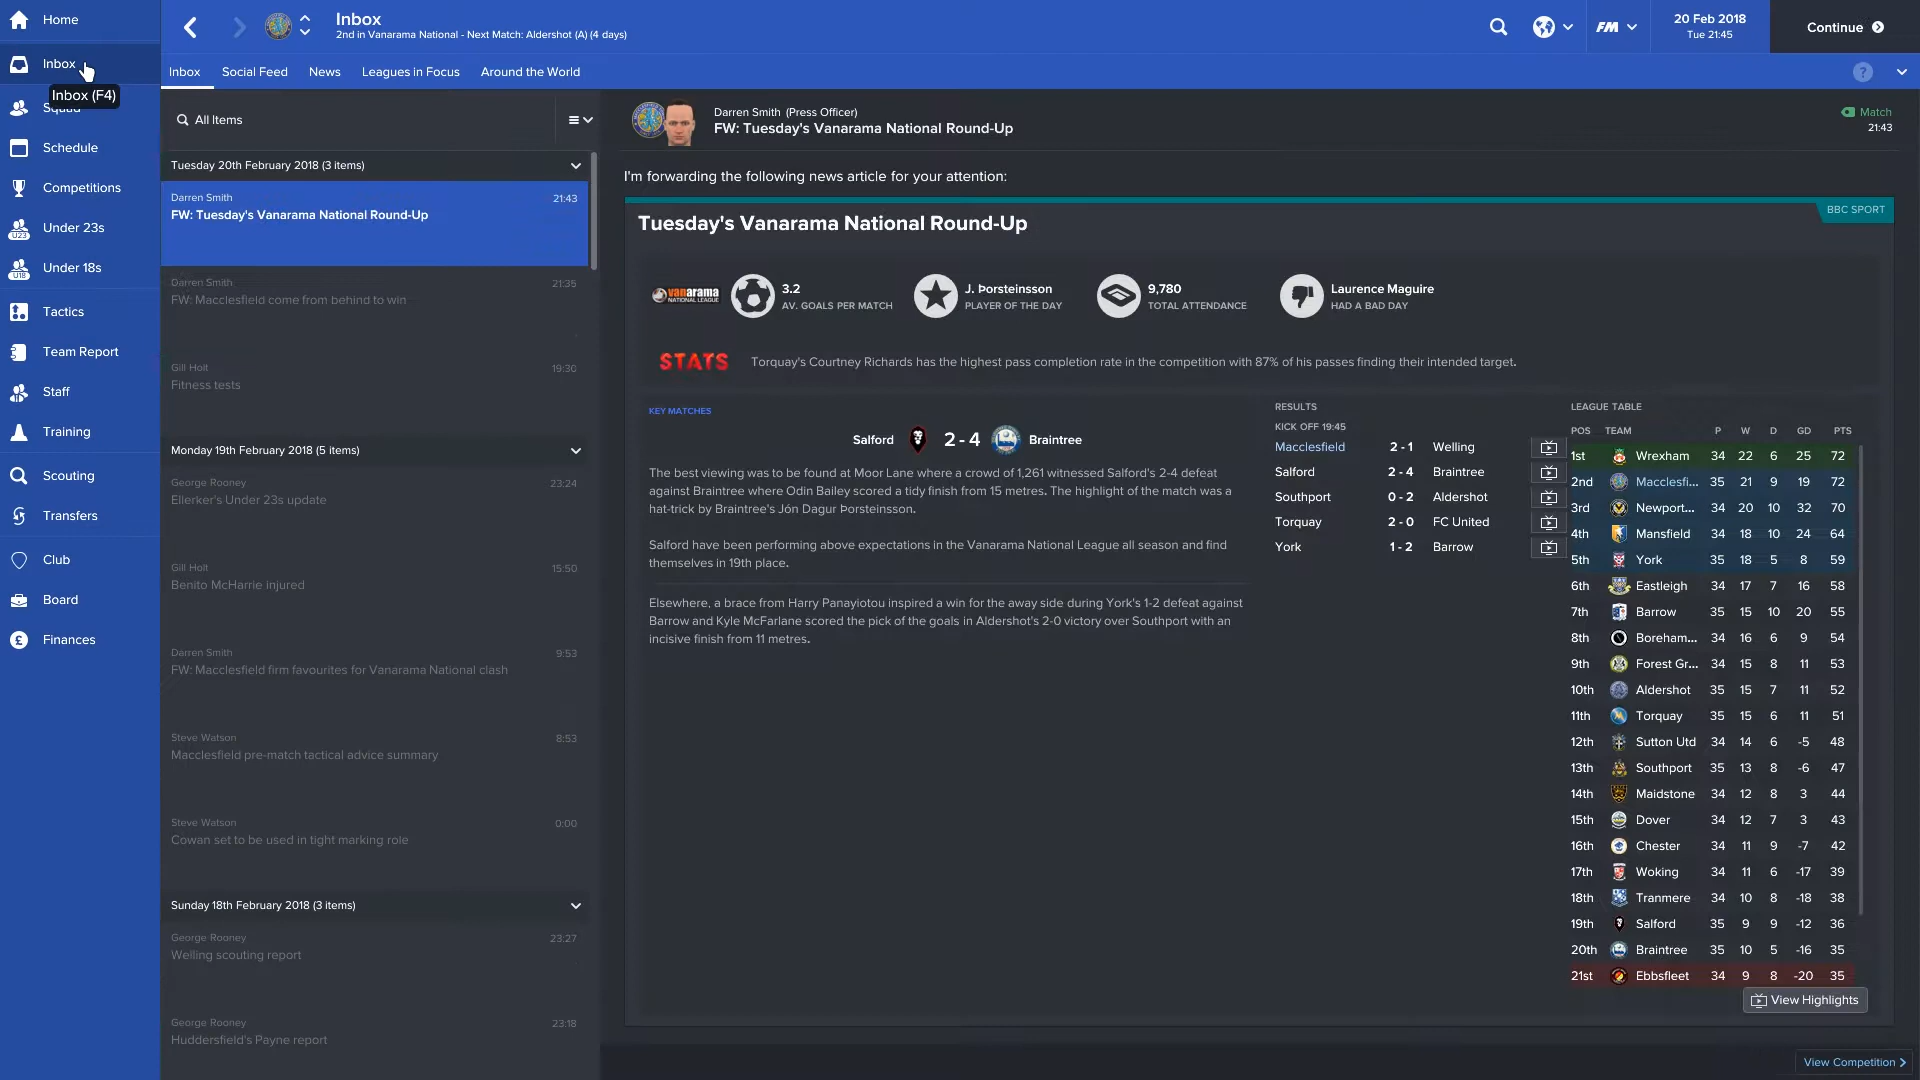 Home
Inbox
Inbox (F4)
Squad
Schedule
Competitions
Under 23s
Under 18s
Tactics
Team Report
Staff
Training
Scouting
Transfers
Club
Board
Finances
Inbox
2nd in Vanarama National - Next Match: Aldershot (A) (4 days)
FM
20 Feb 2018
Tue 21:45
Continue
Inbox Social Feed News Leagues in Focus Around the World
?
All Items
Tuesday 20th February 2018 (3 items)
Darren Smith 21:43
FW: Tuesday's Vanarama National Round-Up
Darren Smith 21:35
FW: Macclesfield come from behind to win
Gill Holt 19:30
Fitness tests
Monday 19th February 2018 (5 items)
George Rooney 23:24
Ellerker's Under 23s update
Gill Holt 15:50
Benito McHarrie injured
Darren Smith 9:53
FW: Macclesfield firm favourites for Vanarama National clash
Steve Watson 8:53
Macclesfield pre-match tactical advice summary
Steve Watson 0:00
Cowan set to be used in tight marking role
Sunday 18th February 2018 (3 items)
George Rooney 23:27
Welling scouting report
George Rooney 23:18
Huddersfield's Payne report
Darren Smith (Press Officer)
FW: Tuesday's Vanarama National Round-Up
Match
21:43
I'm forwarding the following news article for your attention:
BBC SPORT
Tuesday's Vanarama National Round-Up
vanarama
NATIONAL LEAGUE
3.2
AV. GOALS PER MATCH
J. Þorsteinsson
PLAYER OF THE DAY
9,780
TOTAL ATTENDANCE
Laurence Maguire
HAD A BAD DAY
STATS
Torquay's Courtney Richards has the highest pass completion rate in the competition with 87% of his passes finding their intended target.
KEY MATCHES
Salford 2 - 4 Braintree
The best viewing was to be found at Moor Lane where a crowd of 1,261 witnessed Salford's 2-4 defeat
against Braintree where Odin Bailey scored a tidy finish from 15 metres. The highlight of the match was a
hat-trick by Braintree's Jón Dagur Þorsteinsson.
Salford have been performing above expectations in the Vanarama National League all season and find
themselves in 19th place.
Elsewhere, a brace from Harry Panayiotou inspired a win for the away side during York's 1-2 defeat against
Barrow and Kyle McFarlane scored the pick of the goals in Aldershot's 2-0 victory over Southport with an
incisive finish from 11 metres.
RESULTS
KICK OFF 19:45
Macclesfield 2 - 1 Welling
Salford 2 - 4 Braintree
Southport 0 - 2 Aldershot
Torquay 2 - 0 FC United
York 1 - 2 Barrow
LEAGUE TABLE
POS TEAM P W D GD PTS
1st Wrexham 34 22 6 25 72
2nd Macclesfi... 35 21 9 19 72
3rd Newport... 34 20 10 32 70
4th Mansfield 34 18 10 24 64
5th York 35 18 5 8 59
6th Eastleigh 34 17 7 16 58
7th Barrow 35 15 10 20 55
8th Boreham... 34 16 6 9 54
9th Forest Gr... 34 15 8 11 53
10th Aldershot 35 15 7 11 52
11th Torquay 35 15 6 11 51
12th Sutton Utd 34 14 6 -5 48
13th Southport 35 13 8 -6 47
14th Maidstone 34 12 8 3 44
15th Dover 34 12 7 3 43
16th Chester 34 11 9 -7 42
17th Woking 34 11 6 -17 39
18th Tranmere 34 10 8 -18 38
19th Salford 35 9 9 -12 36
20th Braintree 35 10 5 -16 35
21st Ebbsfleet 34 9 8 -20 35
View Highlights
View Competition